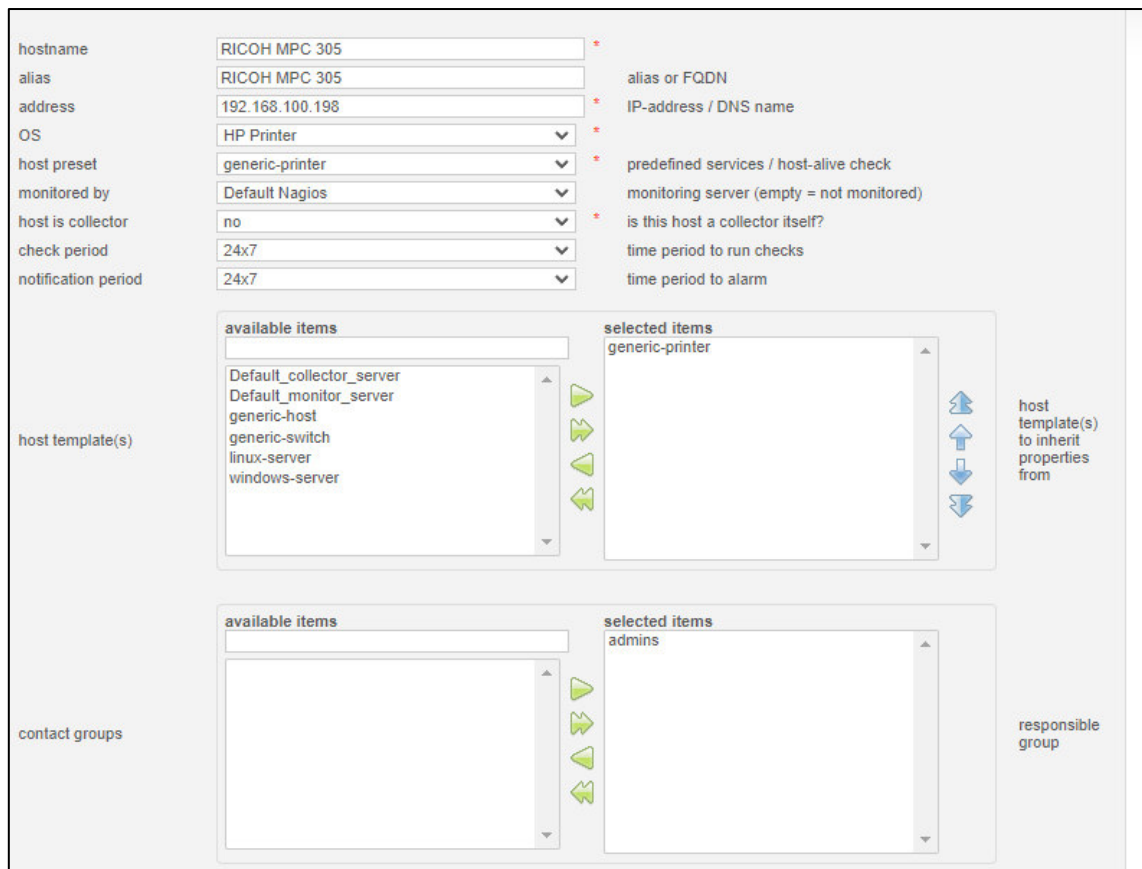 hostname RICOH MPC 305 *
alias RICOH MPC 305 alias or FQDN
address 192.168.100.198 * IP-address / DNS name
OS HP Printer *
host preset generic-printer * predefined services / host-alive check
monitored by Default Nagios monitoring server (empty = not monitored)
host is collector no * is this host a collector itself?
check period 24x7 time period to run checks
notification period 24x7 time period to alarm
host template(s)
available items
Default_collector_server
Default_monitor_server
generic-host
generic-switch
linux-server
windows-server
selected items
generic-printer
host
template(s)
to inherit
properties
from
contact groups
available items
selected items
admins
responsible
group